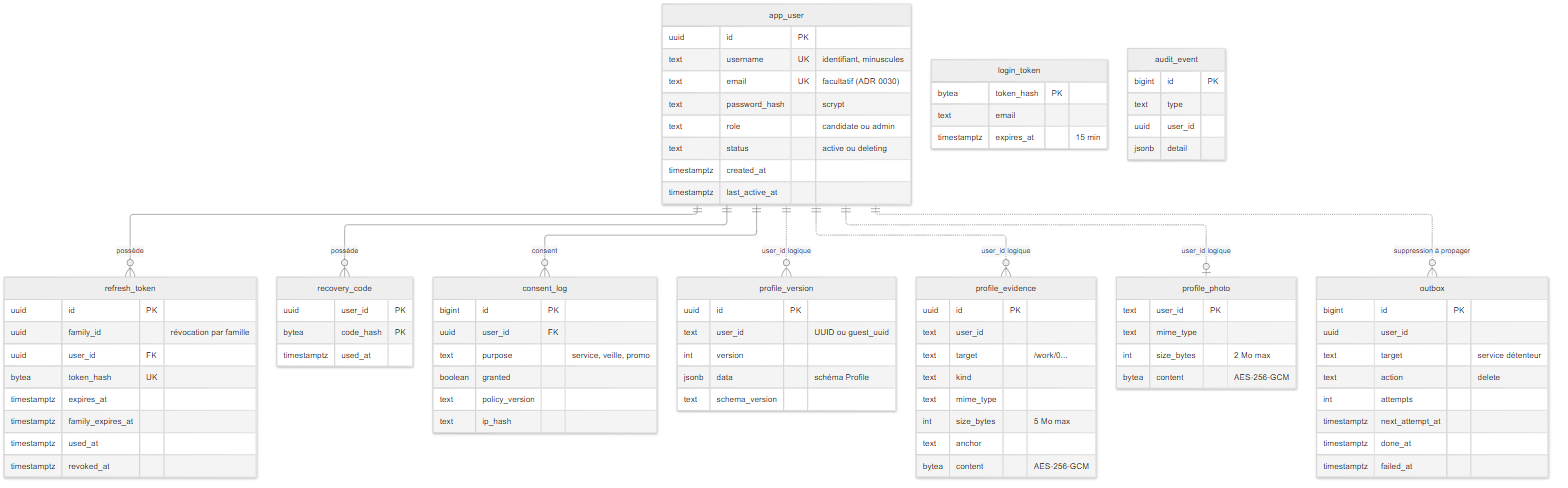 app_user
uuid id PK
text username UK identifiant, minuscules
text email UK facultatif (ADR 0030)
text password_hash scrypt
text role candidate ou admin
text status active ou deleting
timestamptz created_at
timestamptz last_active_at
login_token
bytea token_hash PK
text email
timestamptz expires_at 15 min
audit_event
bigint id PK
text type
uuid user_id
jsonb detail
possède
possède
consent
user_id logique
user_id logique
user_id logique
suppression à propager
refresh_token
uuid id PK
uuid family_id révocation par famille
uuid user_id FK
bytea token_hash UK
timestamptz expires_at
timestamptz family_expires_at
timestamptz used_at
timestamptz revoked_at
recovery_code
uuid user_id PK
bytea code_hash PK
timestamptz used_at
consent_log
bigint id PK
uuid user_id FK
text purpose service, veille, promo
boolean granted
text policy_version
text ip_hash
profile_version
uuid id PK
text user_id UUID ou guest_uuid
int version
jsonb data schéma Profile
text schema_version
profile_evidence
uuid id PK
text user_id
text target /work/0...
text kind
text mime_type
int size_bytes 5 Mo max
text anchor
bytea content AES-256-GCM
profile_photo
text user_id PK
text mime_type
int size_bytes 2 Mo max
bytea content AES-256-GCM
outbox
bigint id PK
uuid user_id
text target service détenteur
text action delete
int attempts
timestamptz next_attempt_at
timestamptz done_at
timestamptz failed_at